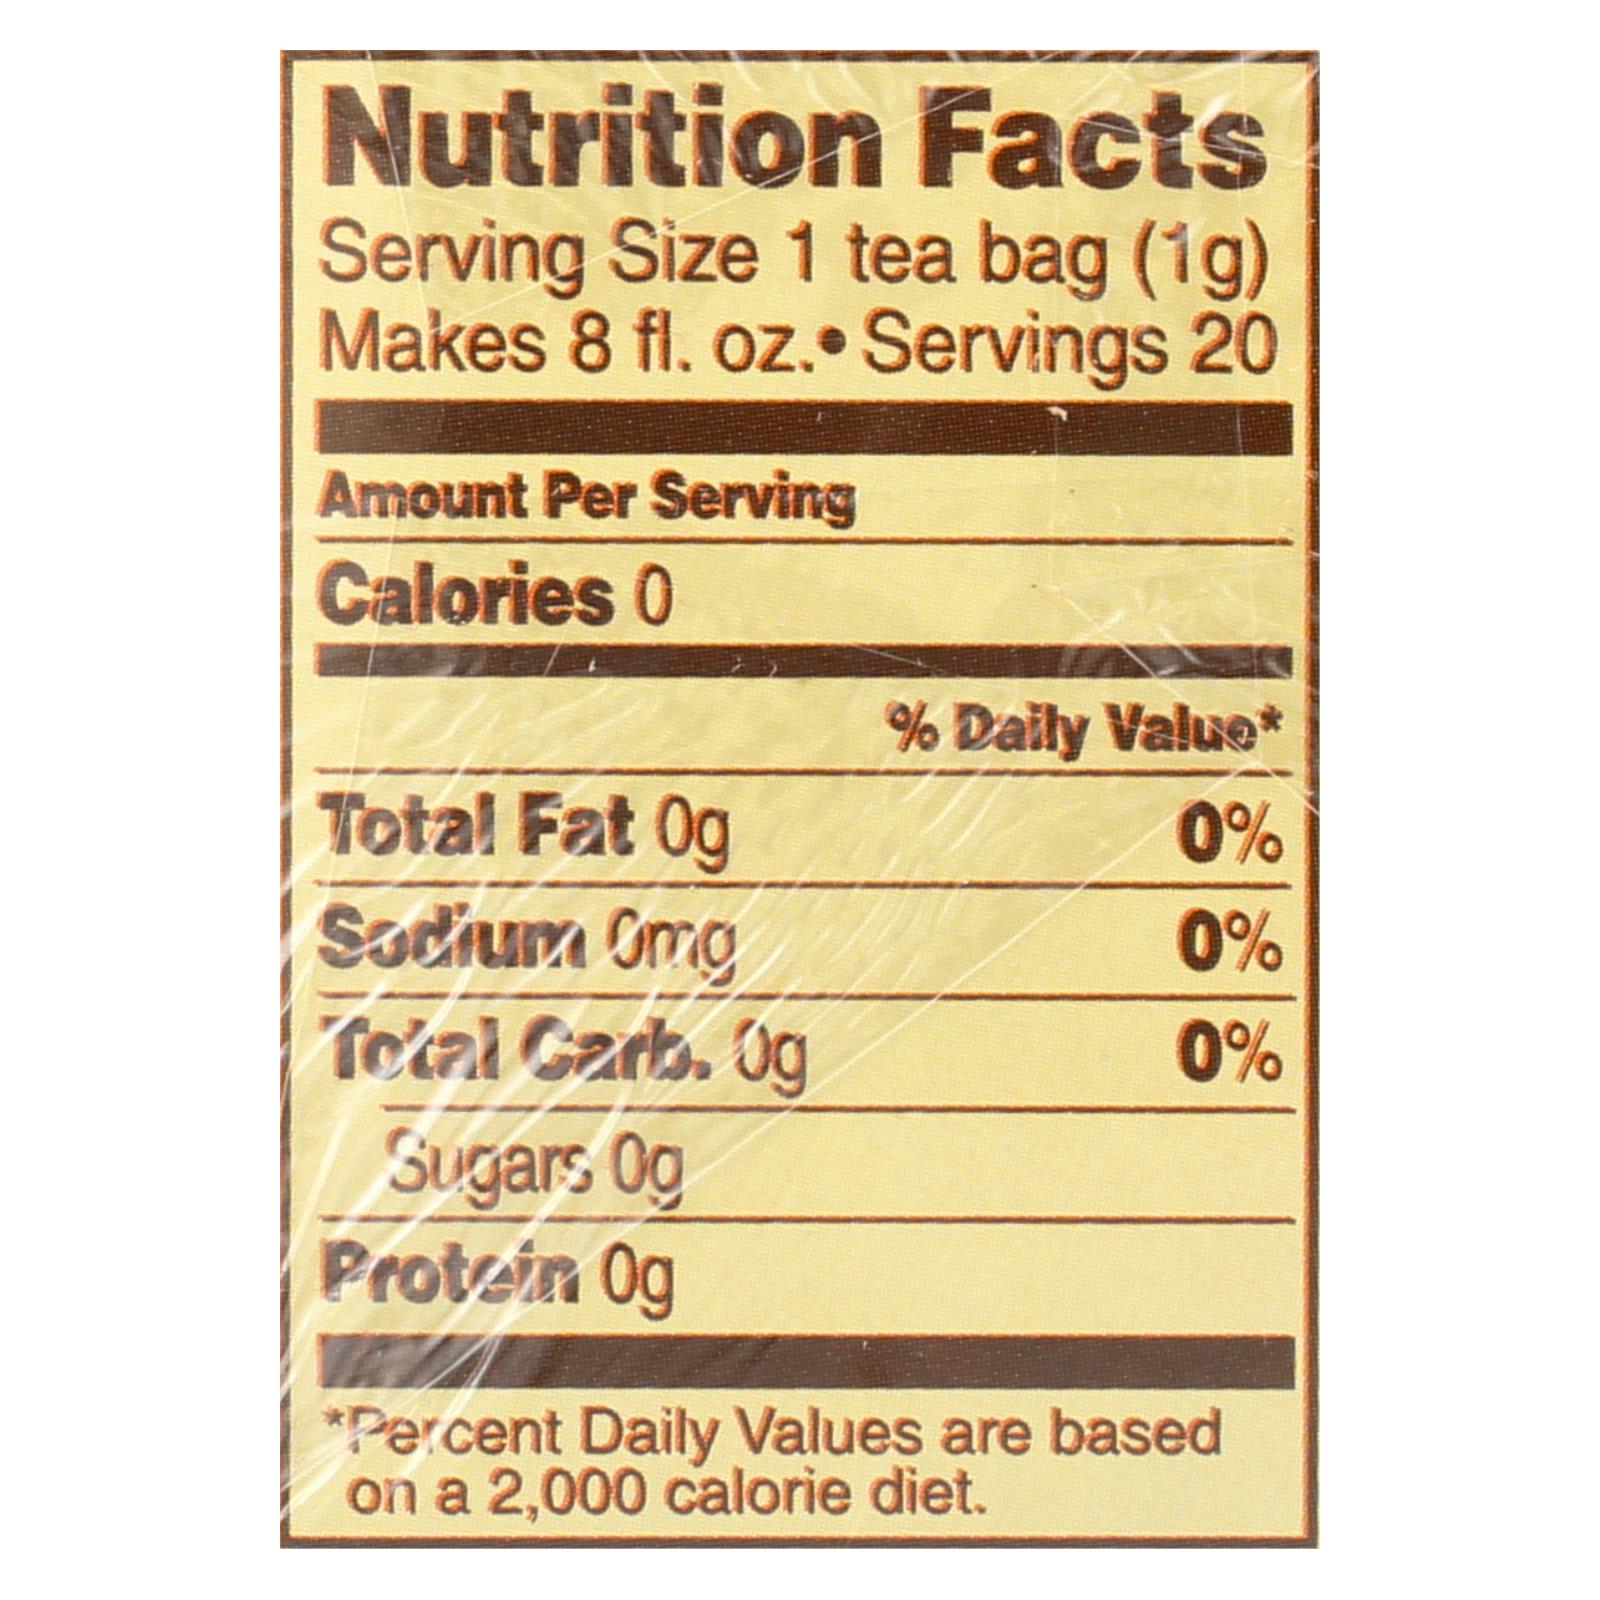 Nutrition Facts
Serving Size 1 tea bag (1g)
Makes 8 fl. oz.• Servings 20
Amount Per Serving
Calories 0
% Daily Value*
Total Fat 0g 0%
Sodium 0mg 0%
Total Carb. 0g 0%
Sugars 0g
Protein 0g
*Percent Daily Values are based
on a 2,000 calorie diet.